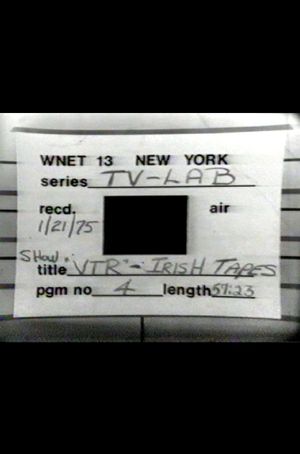 WNET 13 NEW YORK
series TV-LAB
recd. air
1/21/75
Show:
title VTR - IRISH TAPES
pgm no 4 length 57:23